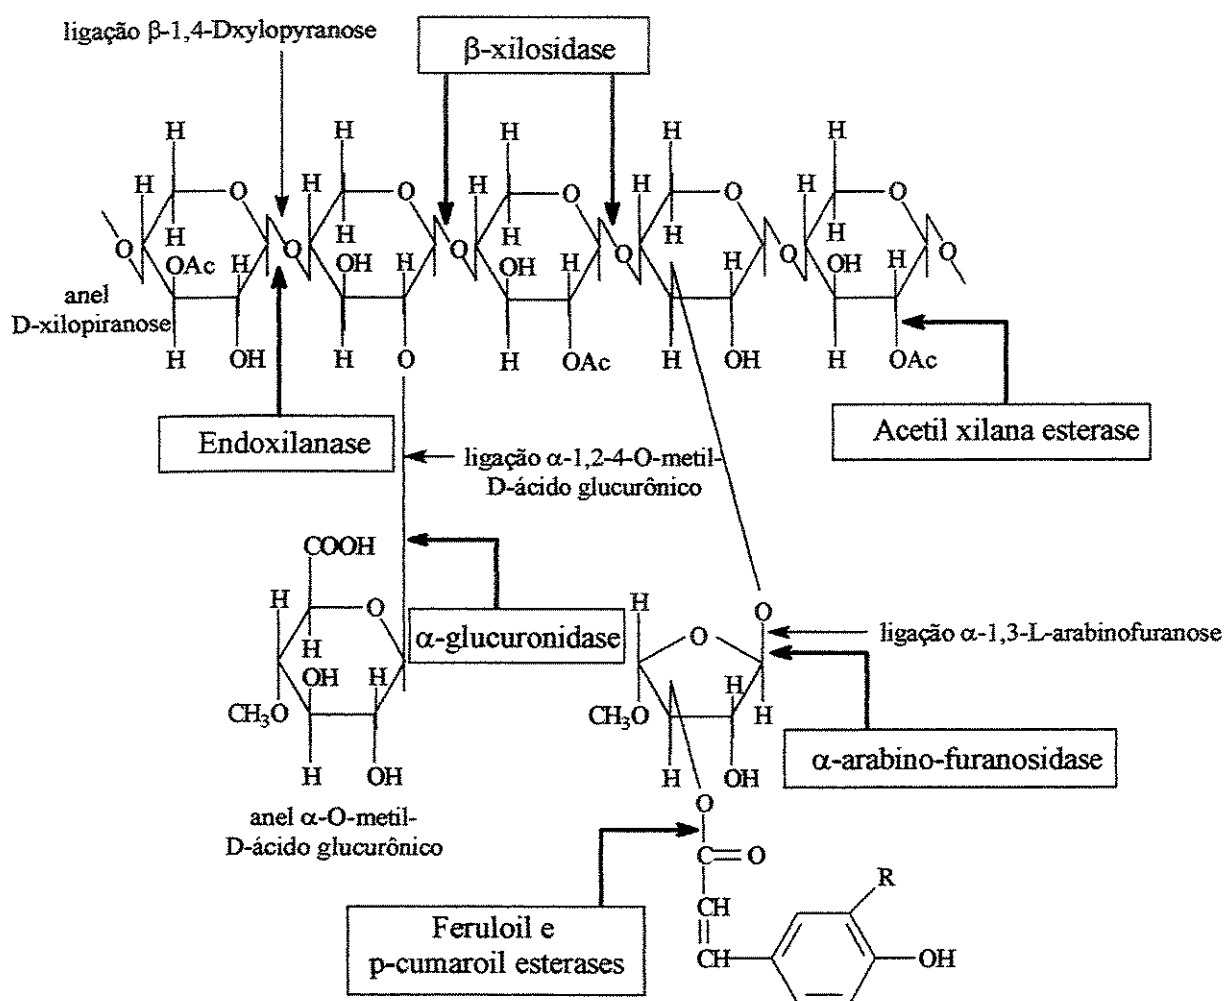 ligação β-1,4-Dxylopyranose
β-xilosidase
H H H H H
H O H O H O H O H O
O H O H O H O H O H O
OAc H OH H OH H H OH H
anel
D-xilopiranose
H OH H O H OAc H OH H OAc
Endoxilanase
Acetil xilana esterase
ligação α-1,2-4-O-metil-
D-ácido glucurônico
COOH
H O
α-glucuronidase
H O
O
ligação α-1,3-L-arabinofuranose
H
OH H
CH₃O
CH₃O H H
H OH
H OH
α-arabino-furanosidase
anel α-O-metil-
D-ácido glucurônico
O
C=O
R
Feruloil e
p-cumaroil esterases
CH
CH
OH